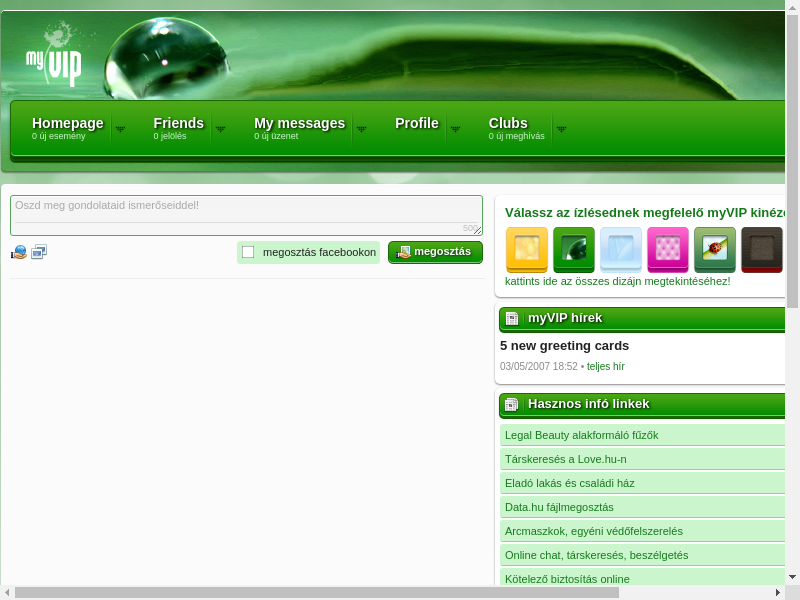 my VIP
Homepage
0 új esemény
Friends
0 jelölés
My messages
0 új üzenet
Profile
Clubs
0 új meghívás
Oszd meg gondolataid ismerőseiddel!
500
megosztás facebookon
megosztás
Válassz az ízlésednek megfelelő myVIP
kattints ide az összes dizájn megtekintéséhez!
myVIP hírek
5 new greeting cards
03/05/2007 18:52 • teljes hír
Hasznos infó linkek
Legal Beauty alakformáló fűzők
Társkeresés a Love.hu-n
Eladó lakás és családi ház
Data.hu fájlmegosztás
Arcmaszkok, egyéni védőfelszerelés
Online chat, társkeresés, beszélgetés
Kötelező biztosítás online